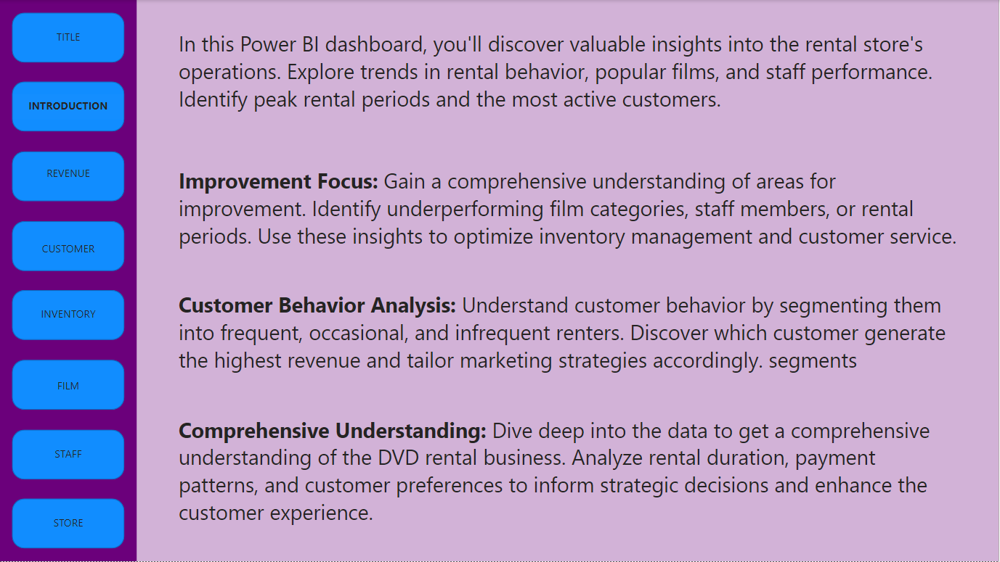 TITLE
INTRODUCTION
REVENUE
CUSTOMER
INVENTORY
FILM
STAFF
STORE
In this Power BI dashboard, you'll discover valuable insights into the rental store's
operations. Explore trends in rental behavior, popular films, and staff performance.
Identify peak rental periods and the most active customers.
Improvement Focus: Gain a comprehensive understanding of areas for
improvement. Identify underperforming film categories, staff members, or rental
periods. Use these insights to optimize inventory management and customer service.
Customer Behavior Analysis: Understand customer behavior by segmenting them
into frequent, occasional, and infrequent renters. Discover which customer generate
the highest revenue and tailor marketing strategies accordingly. segments
Comprehensive Understanding: Dive deep into the data to get a comprehensive
understanding of the DVD rental business. Analyze rental duration, payment
patterns, and customer preferences to inform strategic decisions and enhance the
customer experience.